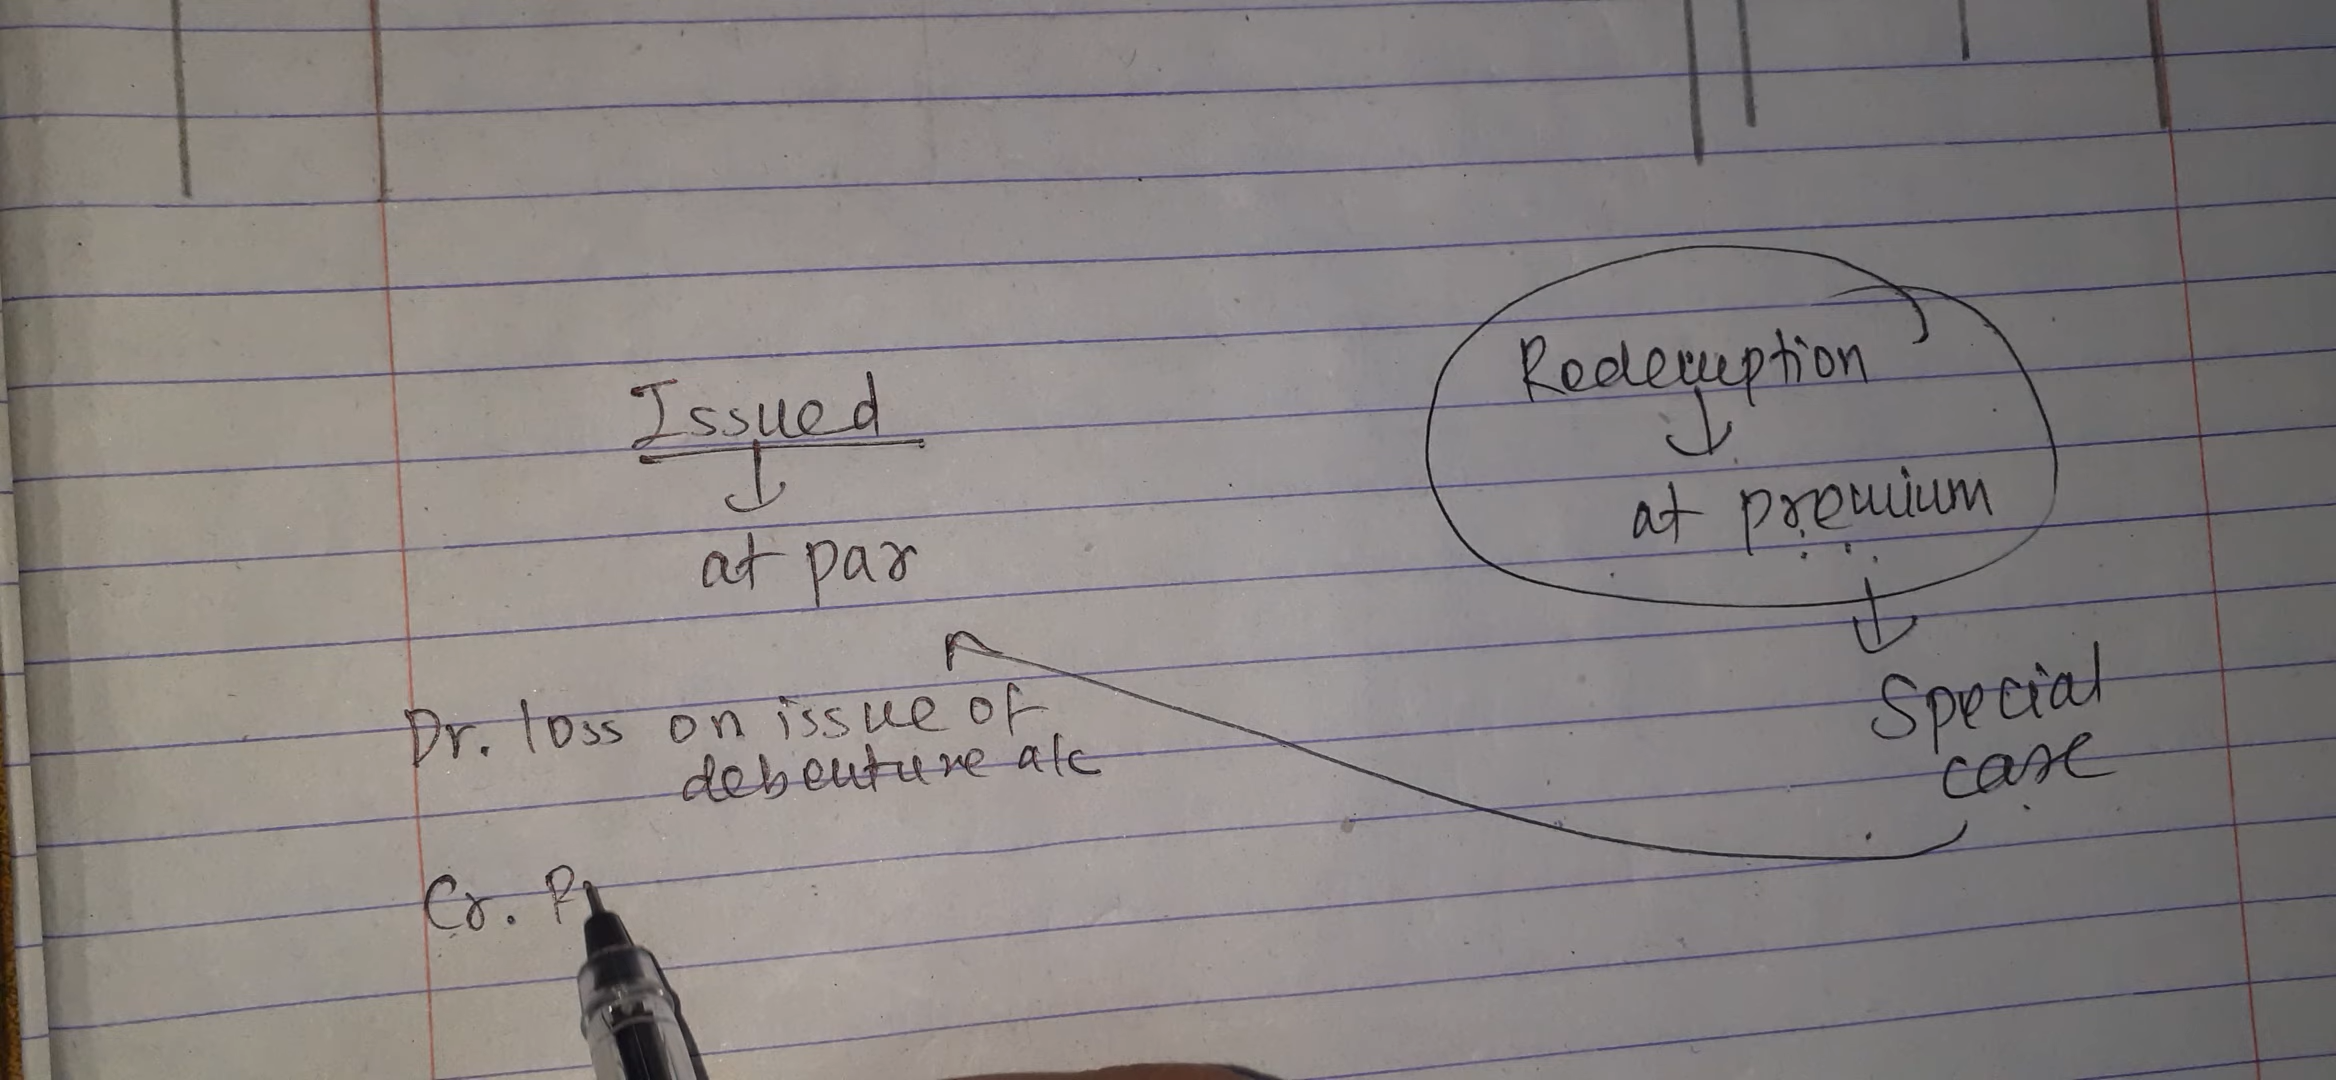 Issued
at par
Redemption
at premium
Special
case
Dr. loss on issue of
debenture a/c
Cr. P